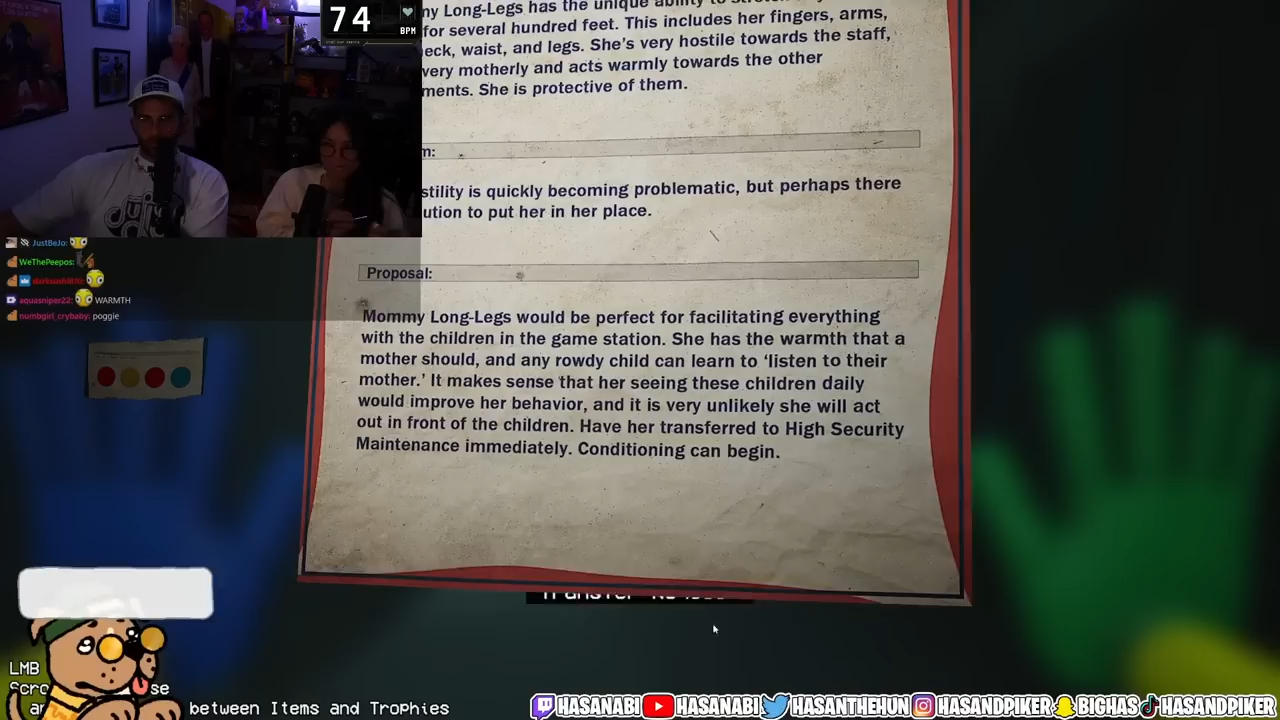 74
BPM
ny Long-Legs has the unique ability to
for several hundred feet. This includes her fingers, arms,
eck, waist, and legs. She's very hostile towards the staff,
very motherly and acts warmly towards the other
ments. She is protective of them.
m:
stility is quickly becoming problematic, but perhaps there
ution to put her in her place.
Proposal:
Mommy Long-Legs would be perfect for facilitating everything
with the children in the game station. She has the warmth that a
mother should, and any rowdy child can learn to 'listen to their
mother.' It makes sense that her seeing these children daily
would improve her behavior, and it is very unlikely she will act
out in front of the children. Have her transferred to High Security
Maintenance immediately. Conditioning can begin.
JustBeJo:
WeThePeepos:
aquasniper22: WARMTH
numbgirl_crybaby: poggie
Transfer
LMB
between Items and Trophies
HASANABI HASANABI HASANTHEHUN HASANDPIKER BIGHAS HASANDPIKER